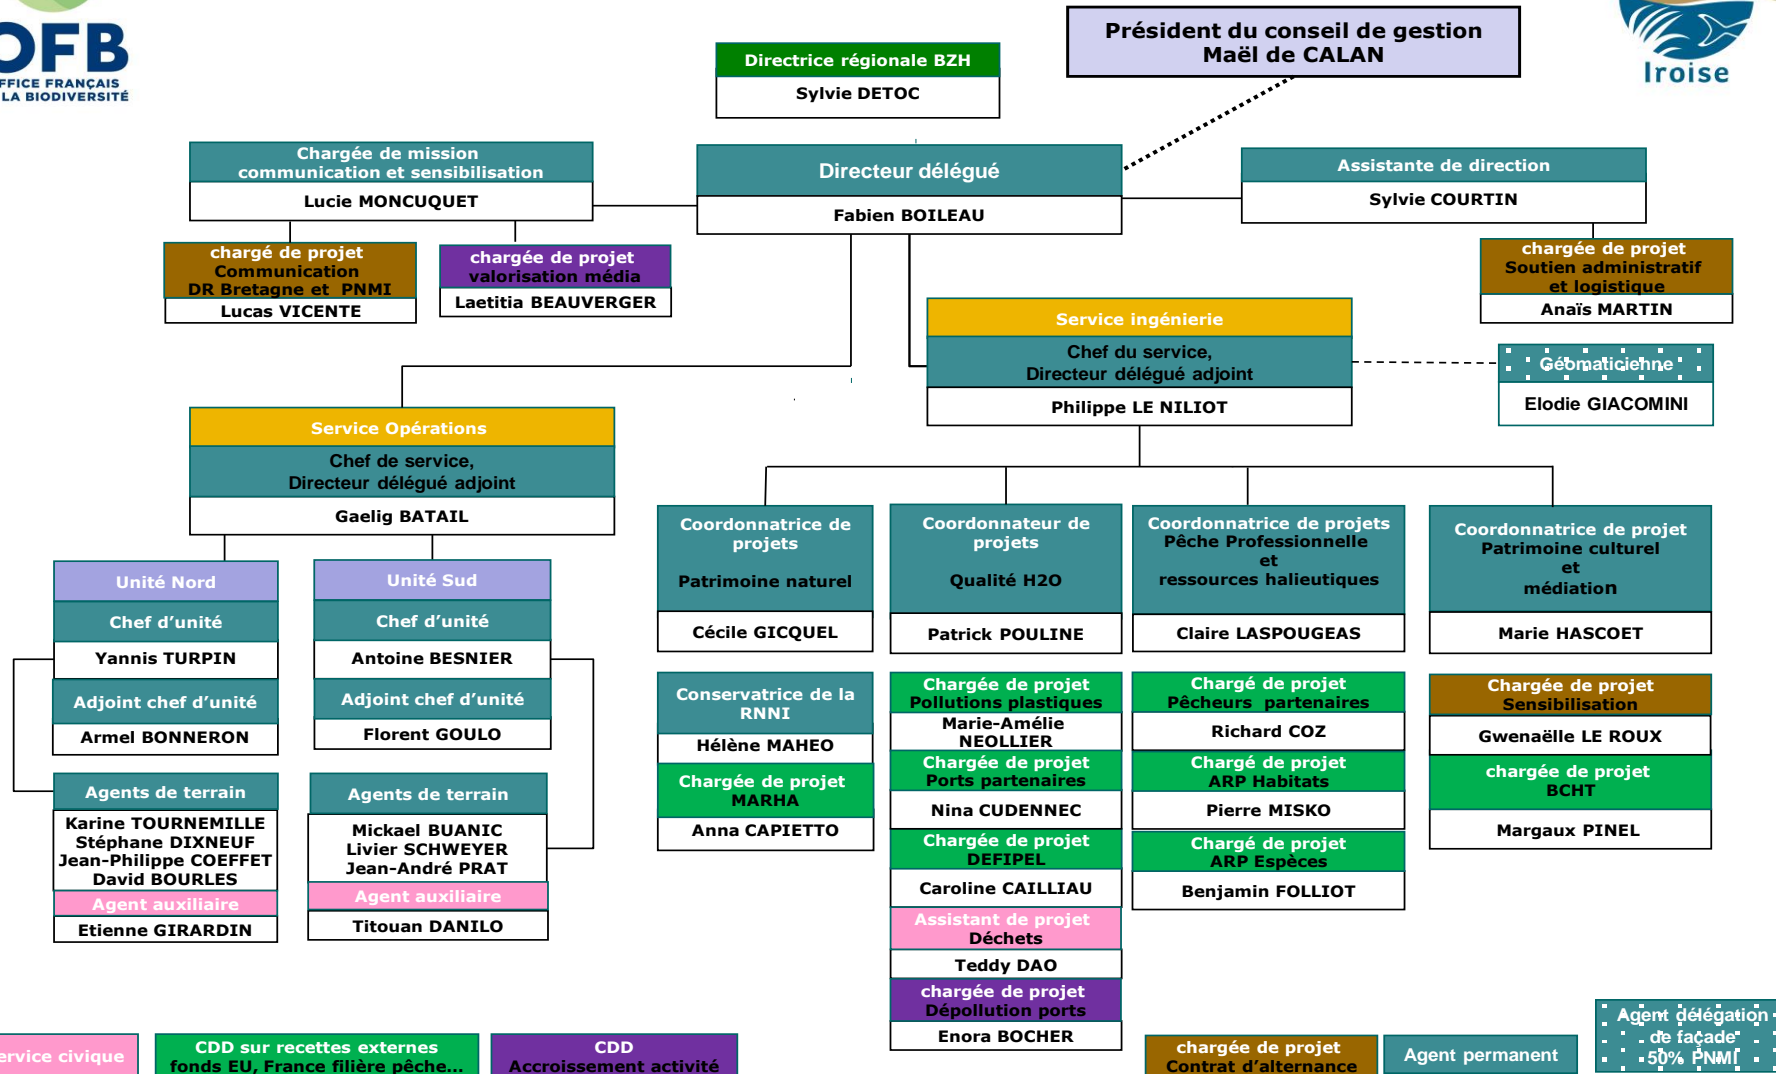 OFB
OFFICE FRANÇAIS
LA BIODIVERSITÉ
Directrice régionale BZH
Sylvie DETOC
Président du conseil de gestion
Maël de CALAN
Iroise
Chargée de mission
communication et sensibilisation
Lucie MONCUQUET
Directeur délégué
Fabien BOILEAU
Assistante de direction
Sylvie COURTIN
chargé de projet
Communication
DR Bretagne et PNMI
Lucas VICENTE
chargée de projet
valorisation média
Laetitia BEAUVERGER
chargée de projet
Soutien administratif
et logistique
Anaïs MARTIN
Service ingénierie
Chef du service,
Directeur délégué adjoint
Philippe LE NILIOT
Géomaticienne
Elodie GIACOMINI
Service Opérations
Chef de service,
Directeur délégué adjoint
Gaelig BATAIL
Unité Nord
Chef d’unité
Yannis TURPIN
Adjoint chef d’unité
Armel BONNERON
Agents de terrain
Karine TOURNEMILLE
Stéphane DIXNEUF
Jean-Philippe COEFFET
David BOURLES
Agent auxiliaire
Etienne GIRARDIN
Unité Sud
Chef d’unité
Antoine BESNIER
Adjoint chef d’unité
Florent GOULO
Agents de terrain
Mickael BUANIC
Livier SCHWEYER
Jean-André PRAT
Agent auxiliaire
Titouan DANILO
Coordonnatrice de
projets
Patrimoine naturel
Cécile GICQUEL
Conservatrice de la
RNNI
Hélène MAHEO
Chargée de projet
MARHA
Anna CAPIETTO
Coordonnateur de
projets
Qualité H2O
Patrick POULINE
Chargée de projet
Pollutions plastiques
Marie-Amélie
NEOLLIER
Chargée de projet
Ports partenaires
Nina CUDENNEC
Chargée de projet
DEFIPEL
Caroline CAILLIAU
Assistant de projet
Déchets
Teddy DAO
chargée de projet
Dépollution ports
Enora BOCHER
Coordonnatrice de projets
Pêche Professionnelle
et
ressources halieutiques
Claire LASPOUGEAS
Chargé de projet
Pêcheurs partenaires
Richard COZ
Chargé de projet
ARP Habitats
Pierre MISKO
Chargé de projet
ARP Espèces
Benjamin FOLLIOT
Coordonnatrice de projet
Patrimoine culturel
et
médiation
Marie HASCOET
Chargée de projet
Sensibilisation
Gwenaëlle LE ROUX
chargée de projet
BCHT
Margaux PINEL
ervice civique
CDD sur recettes externes
fonds EU, France filière pêche...
CDD
Accroissement activité
chargée de projet
Contrat d’alternance
Agent permanent
Agent délégation
de façade
50% PNMI